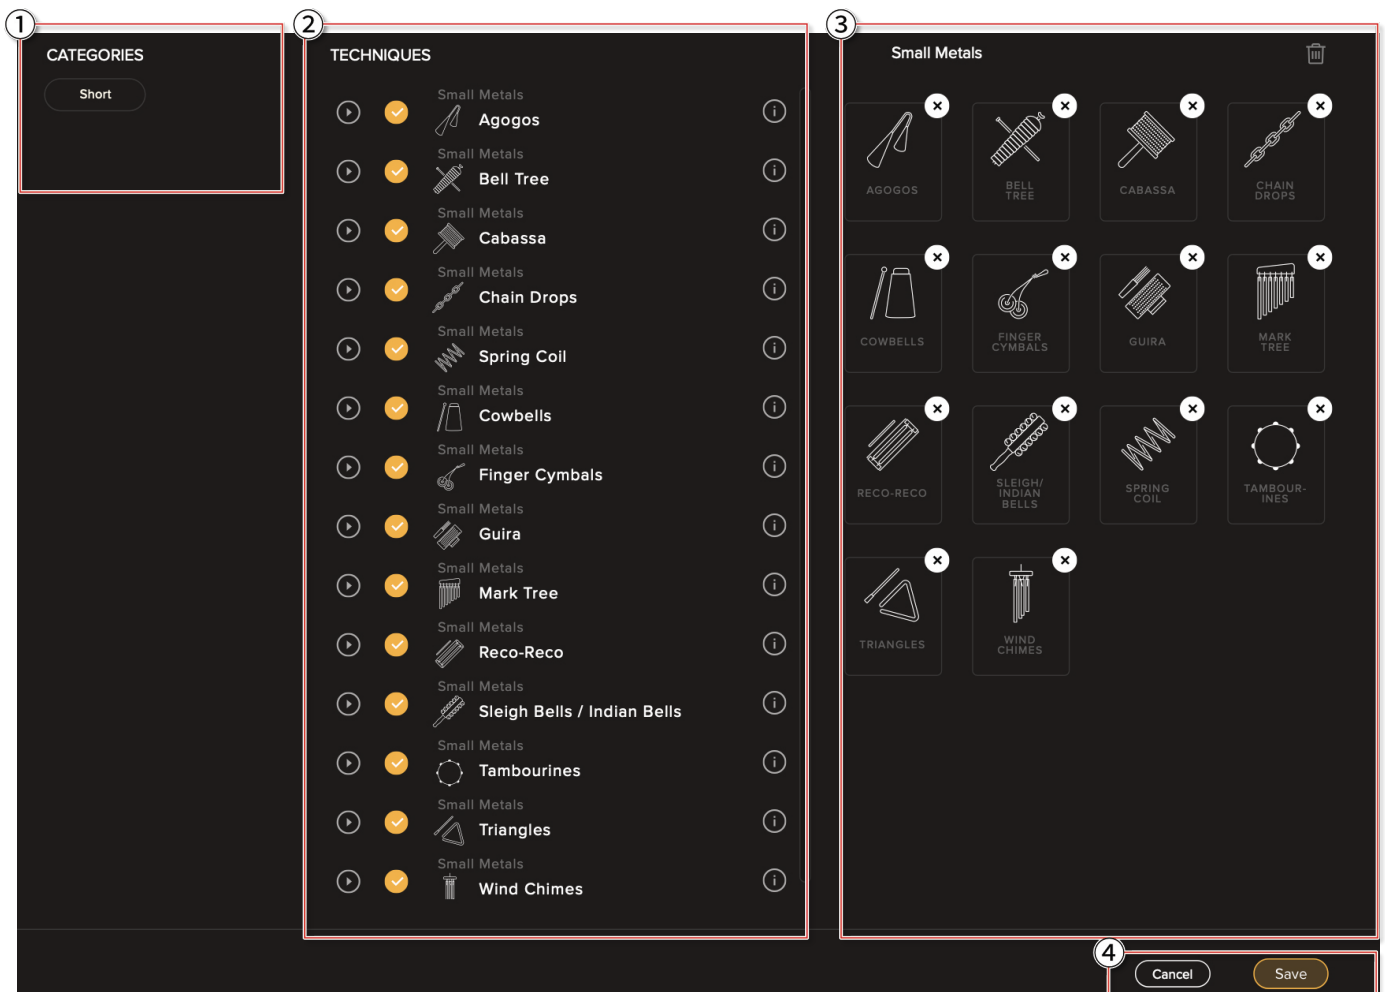 1
CATEGORIES
Short
2
TECHNIQUES
Small Metals
Agogos
Small Metals
Bell Tree
Small Metals
Cabassa
Small Metals
Chain Drops
Small Metals
Spring Coil
Small Metals
Cowbells
Small Metals
Finger Cymbals
Small Metals
Guira
Small Metals
Mark Tree
Small Metals
Reco-Reco
Small Metals
Sleigh Bells / Indian Bells
Small Metals
Tambourines
Small Metals
Triangles
Small Metals
Wind Chimes
3
Small Metals
AGOGOS
BELL
TREE
CABASSA
CHAIN
DROPS
COWBELLS
FINGER
CYMBALS
GUIRA
MARK
TREE
RECO-RECO
SLEIGH/
INDIAN
BELLS
SPRING
COIL
TAMBOUR-
INES
TRIANGLES
WIND
CHIMES
4
Cancel
Save